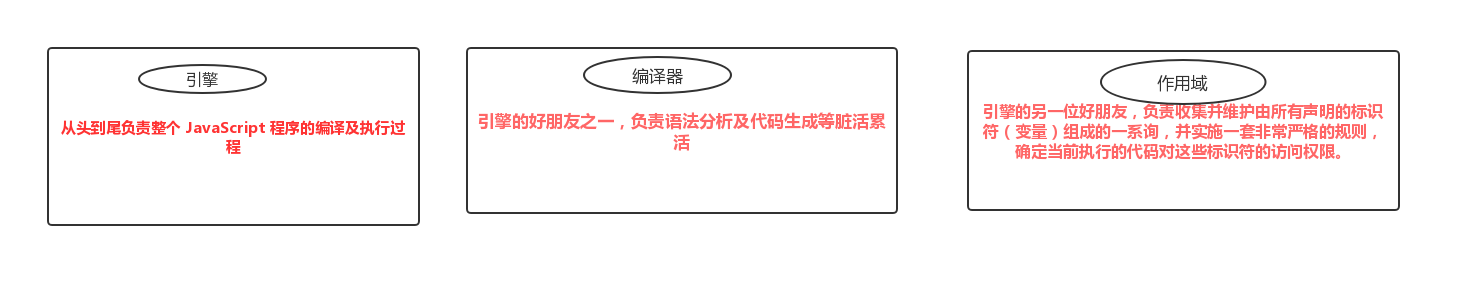 引擎
从头到尾负责整个 JavaScript 程序的编译及执行过
程
编译器
引擎的好朋友之一，负责语法分析及代码生成等脏活累
活
作用域
引擎的另一位好朋友，负责收集并维护由所有声明的标识
符（变量）组成的一系询，并实施一套非常严格的规则，
确定当前执行的代码对这些标识符的访问权限。